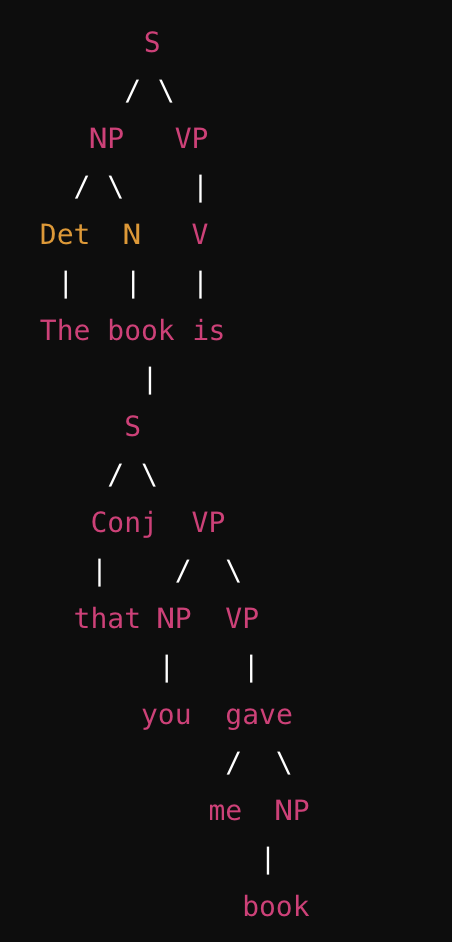 S
/ \
NP VP
/ \ |
Det N V
| | |
The book is
|
S
/ \
Conj VP
| / \
that NP VP
| |
you gave
/ \
me NP
|
book